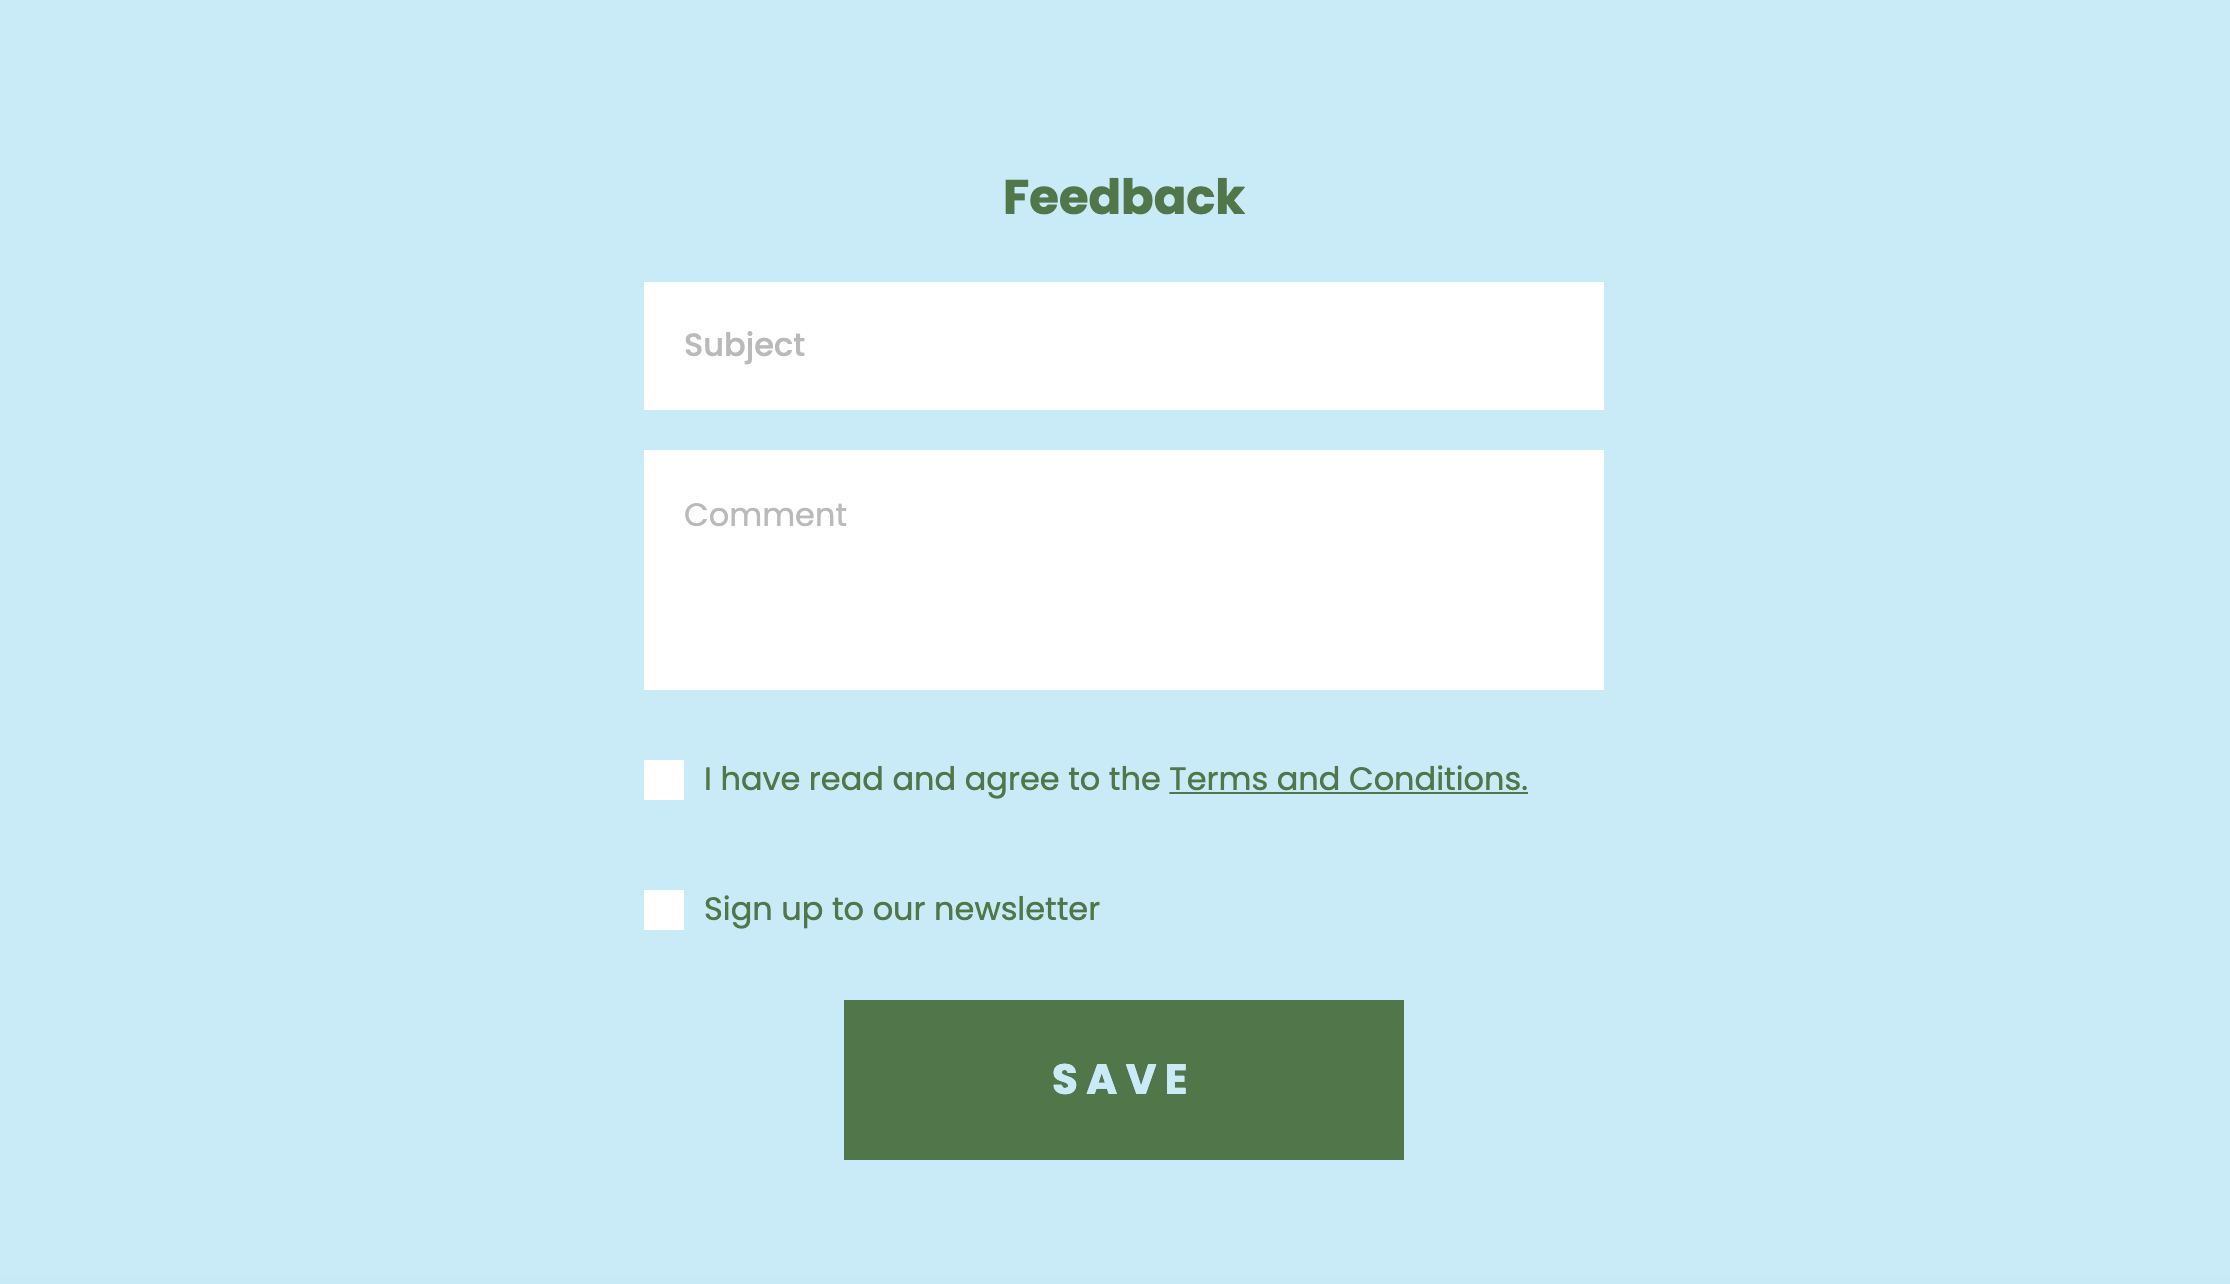 Feedback
Subject
Comment
I have read and agree to the Terms and Conditions.
Sign up to our newsletter
SAVE